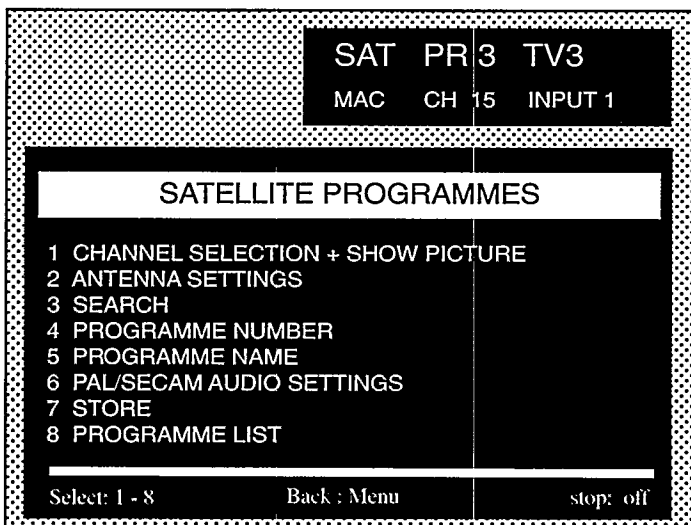 SAT PR 3 TV3
MAC CH 15 INPUT 1
SATELLITE PROGRAMMES
1 CHANNEL SELECTION + SHOW PICTURE
2 ANTENNA SETTINGS
3 SEARCH
4 PROGRAMME NUMBER
5 PROGRAMME NAME
6 PAL/SECAM AUDIO SETTINGS
7 STORE
8 PROGRAMME LIST
Select: 1 - 8 Back : Menu stop: off